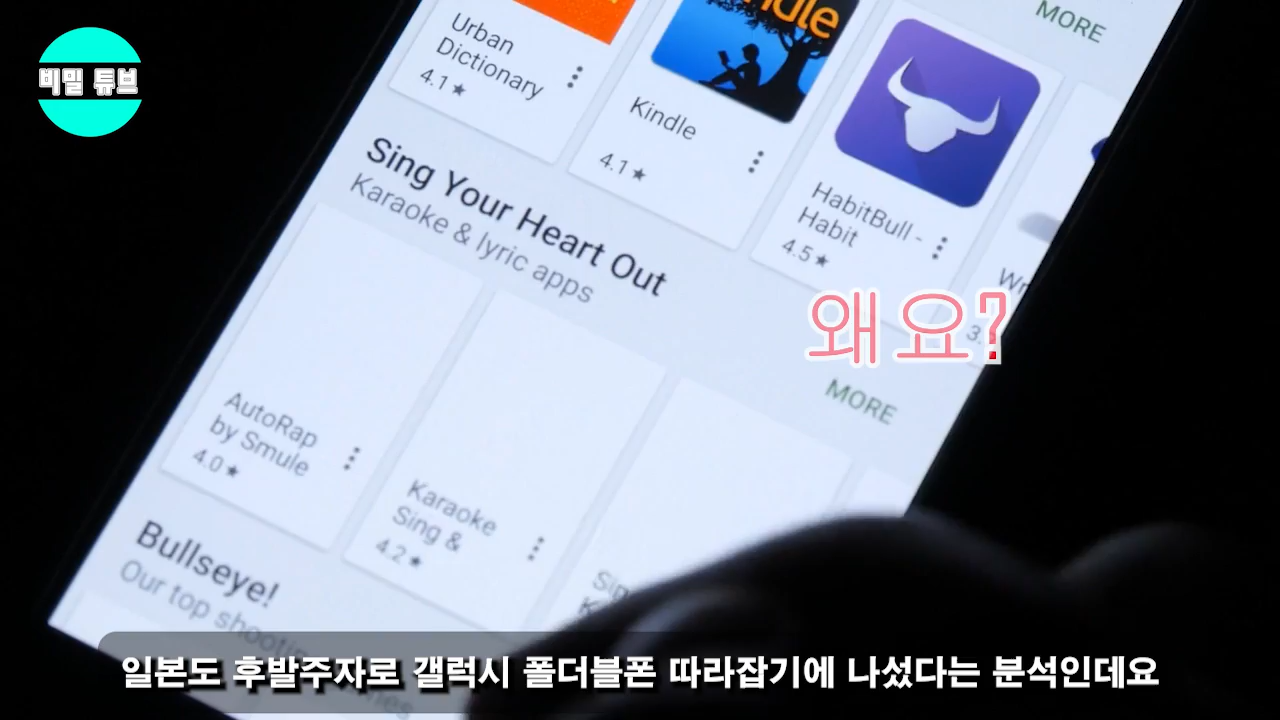 비밀 튜브
MORE
Urban
Dictionary
4.1★
Kindle
4.1★
HabitBull -
Habit
4.5★
Sing Your Heart Out
Karaoke & lyric apps
왜요?
MORE
AutoRap
by Smule
4.0★
Karaoke
Sing &
4.2★
Bullseye!
Our top
일본도 후발주자로 갤럭시 폴더블폰 따라잡기에 나섰다는 분석인데요